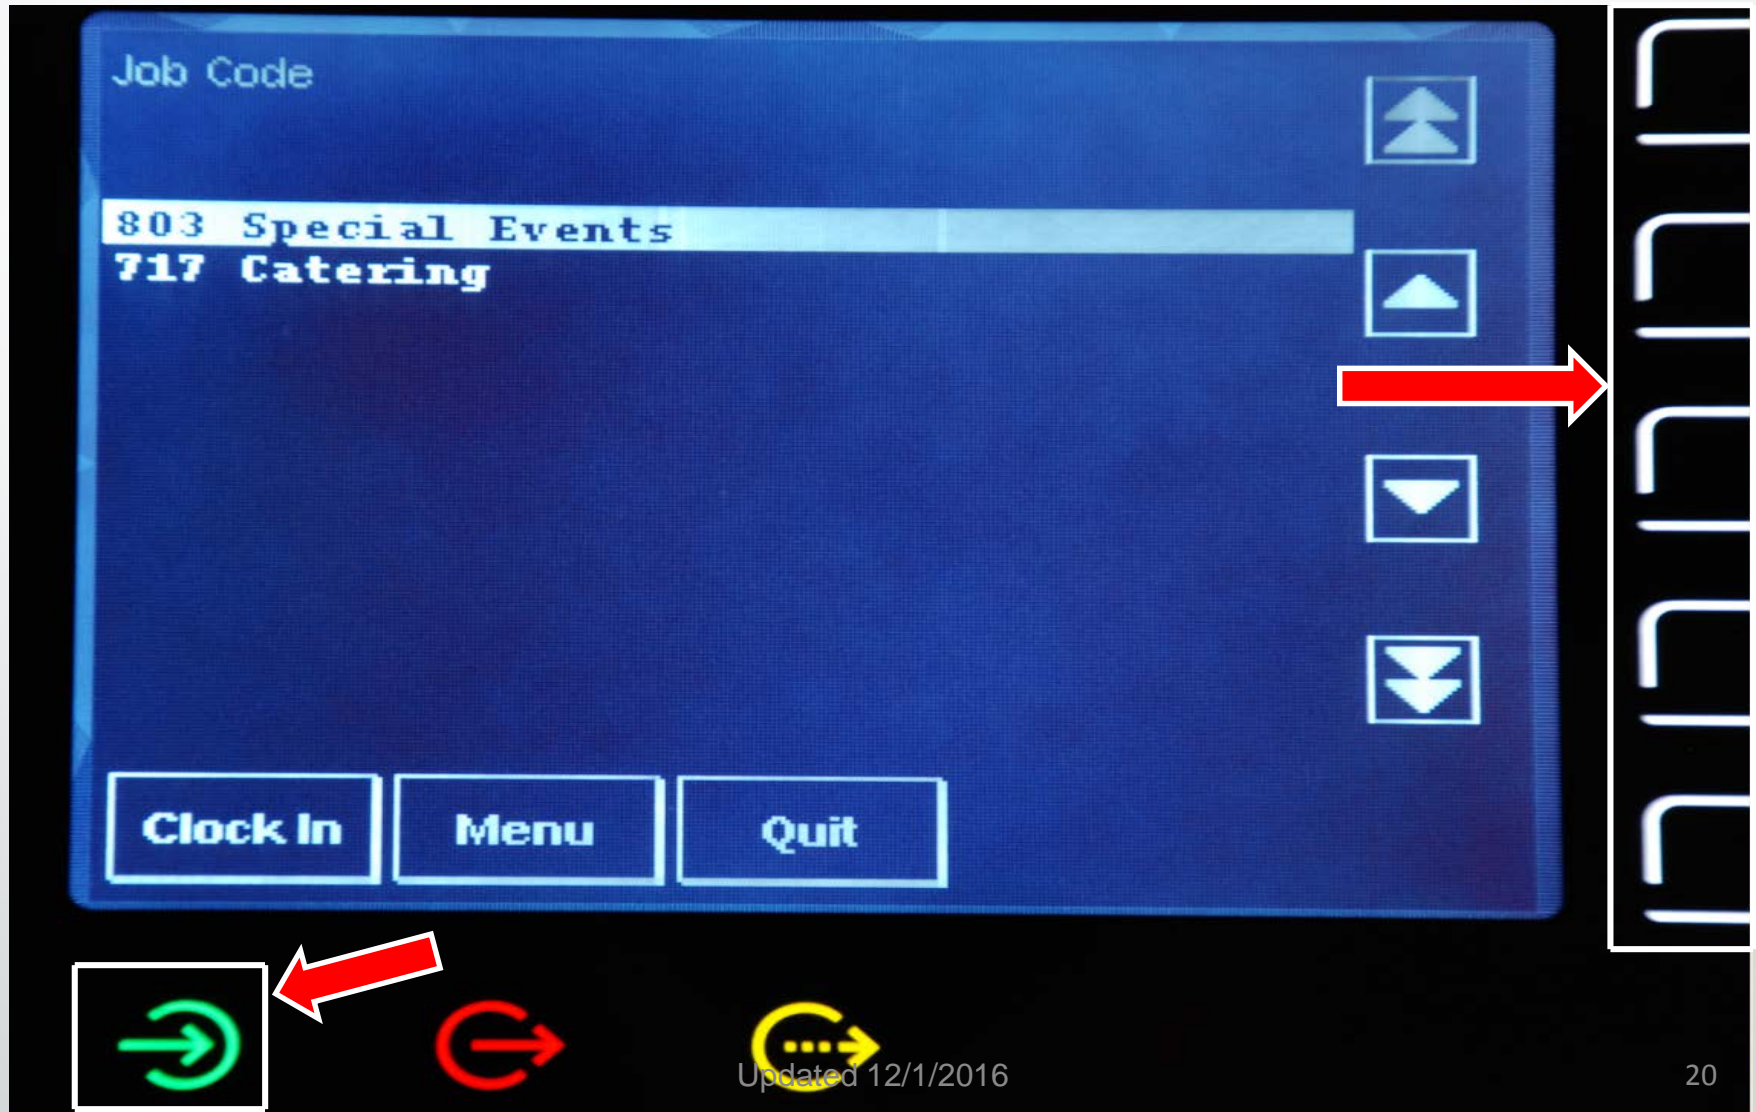 Job Code
803 Special Events
717 Catering
Clock In
Menu
Quit
Updated 12/1/2016
20